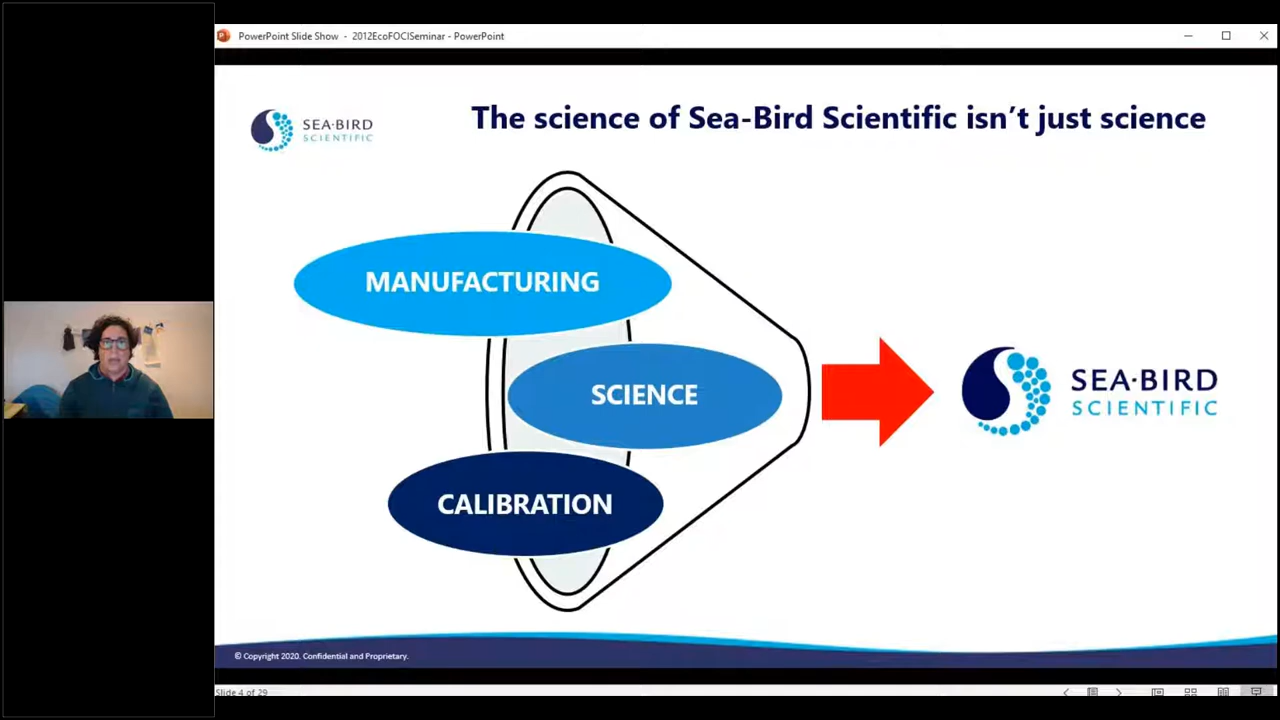 PowerPoint Slide Show - 2012EcoFOCISeminar - PowerPoint
SEA·BIRD
SCIENTIFIC
The science of Sea-Bird Scientific isn’t just science
MANUFACTURING
SCIENCE
CALIBRATION
SEA·BIRD
SCIENTIFIC
© Copyright 2020. Confidential and Proprietary.
Slide 4 of 29